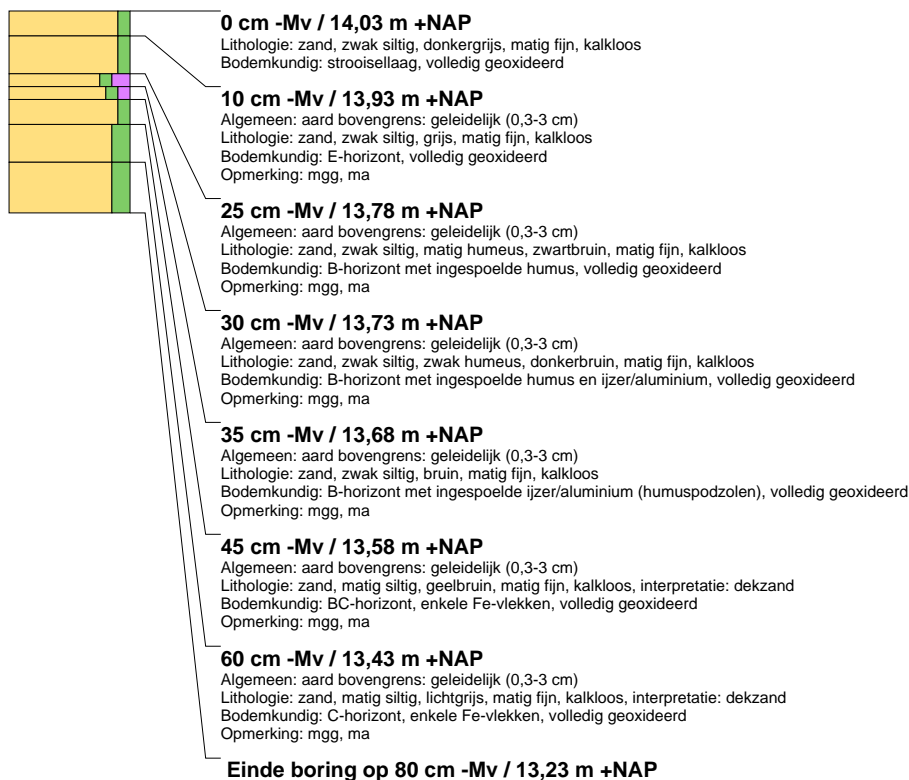 0 cm -Mv / 14,03 m +NAP
Lithologie: zand, zwak siltig, donkergrijs, matig fijn, kalkloos
Bodemkundig: strooisellaag, volledig geoxideerd
10 cm -Mv / 13,93 m +NAP
Algemeen: aard bovengrens: geleidelijk (0,3-3 cm)
Lithologie: zand, zwak siltig, grijs, matig fijn, kalkloos
Bodemkundig: E-horizont, volledig geoxideerd
Opmerking: mgg, ma
25 cm -Mv / 13,78 m +NAP
Algemeen: aard bovengrens: geleidelijk (0,3-3 cm)
Lithologie: zand, zwak siltig, matig humeus, zwartbruin, matig fijn, kalkloos
Bodemkundig: B-horizont met ingespoelde humus, volledig geoxideerd
Opmerking: mgg, ma
30 cm -Mv / 13,73 m +NAP
Algemeen: aard bovengrens: geleidelijk (0,3-3 cm)
Lithologie: zand, zwak siltig, zwak humeus, donkerbruin, matig fijn, kalkloos
Bodemkundig: B-horizont met ingespoelde humus en ijzer/aluminium, volledig geoxideerd
Opmerking: mgg, ma
35 cm -Mv / 13,68 m +NAP
Algemeen: aard bovengrens: geleidelijk (0,3-3 cm)
Lithologie: zand, zwak siltig, bruin, matig fijn, kalkloos
Bodemkundig: B-horizont met ingespoelde ijzer/aluminium (humuspodzolen), volledig geoxideerd
Opmerking: mgg, ma
45 cm -Mv / 13,58 m +NAP
Algemeen: aard bovengrens: geleidelijk (0,3-3 cm)
Lithologie: zand, matig siltig, geelbruin, matig fijn, kalkloos, interpretatie: dekzand
Bodemkundig: BC-horizont, enkele Fe-vlekken, volledig geoxideerd
Opmerking: mgg, ma
60 cm -Mv / 13,43 m +NAP
Algemeen: aard bovengrens: geleidelijk (0,3-3 cm)
Lithologie: zand, matig siltig, lichtgrijs, matig fijn, kalkloos, interpretatie: dekzand
Bodemkundig: C-horizont, enkele Fe-vlekken, volledig geoxideerd
Opmerking: mgg, ma
Einde boring op 80 cm -Mv / 13,23 m +NAP